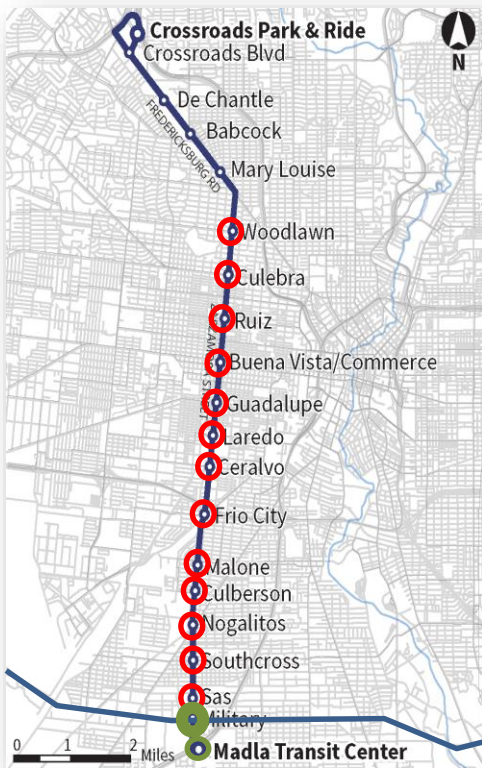 Crossroads Park & Ride
Crossroads Blvd
N
De Chantle
FREDERICKSBURG RD
Babcock
Mary Louise
Woodlawn
Culebra
Ruiz
Buena Vista/Commerce
Guadalupe
Laredo
Ceralvo
Frio City
Malone
Culberson
Nogalitos
Southcross
Sas
Military
0 1 2 Miles
Madla Transit Center